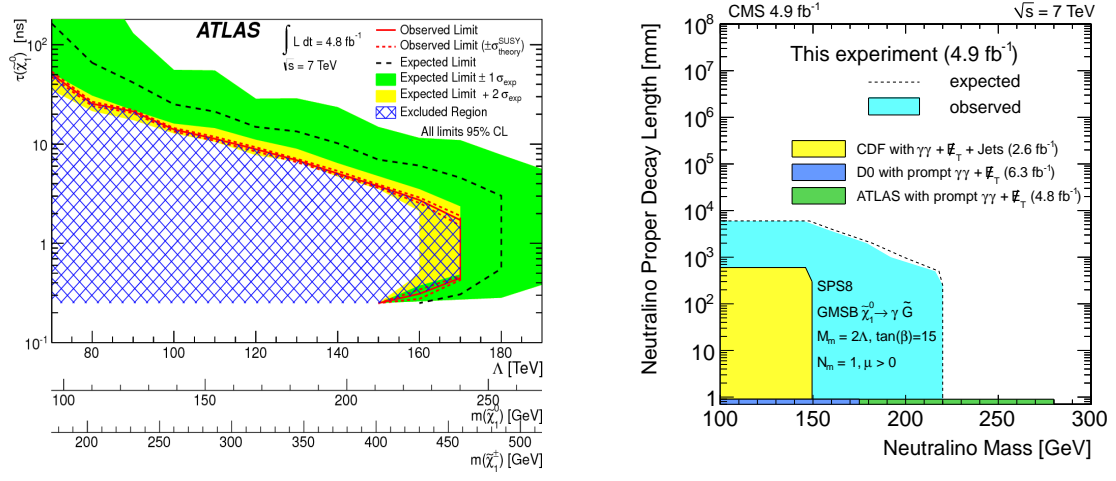 ATLAS
∫ L dt = 4.8 fb⁻¹
√s = 7 TeV
Observed Limit
Observed Limit (±σ^SUSY_theory)
Expected Limit
Expected Limit ± 1 σ_exp
Expected Limit + 2 σ_exp
Excluded Region
All limits 95% CL
τ(χ̃⁰₁) [ns]
10²
10
1
10⁻¹
80 100 120 140 160 180
Λ [TeV]
100 150 200 250
m(χ̃⁰₁) [GeV]
200 250 300 350 400 450 500
m(χ̃±₁) [GeV]
CMS 4.9 fb⁻¹ √s = 7 TeV
This experiment (4.9 fb⁻¹)
expected
observed
CDF with γγ + E̸_T + Jets (2.6 fb⁻¹)
D0 with prompt γγ + E̸_T (6.3 fb⁻¹)
ATLAS with prompt γγ + E̸_T (4.8 fb⁻¹)
SPS8
GMSB χ̃⁰₁→ γ G̃
M_m = 2Λ, tan(β)=15
N_m = 1, μ > 0
Neutralino Proper Decay Length [mm]
10⁸
10⁷
10⁶
10⁵
10⁴
10³
10²
10
1
100 150 200 250 300
Neutralino Mass [GeV]